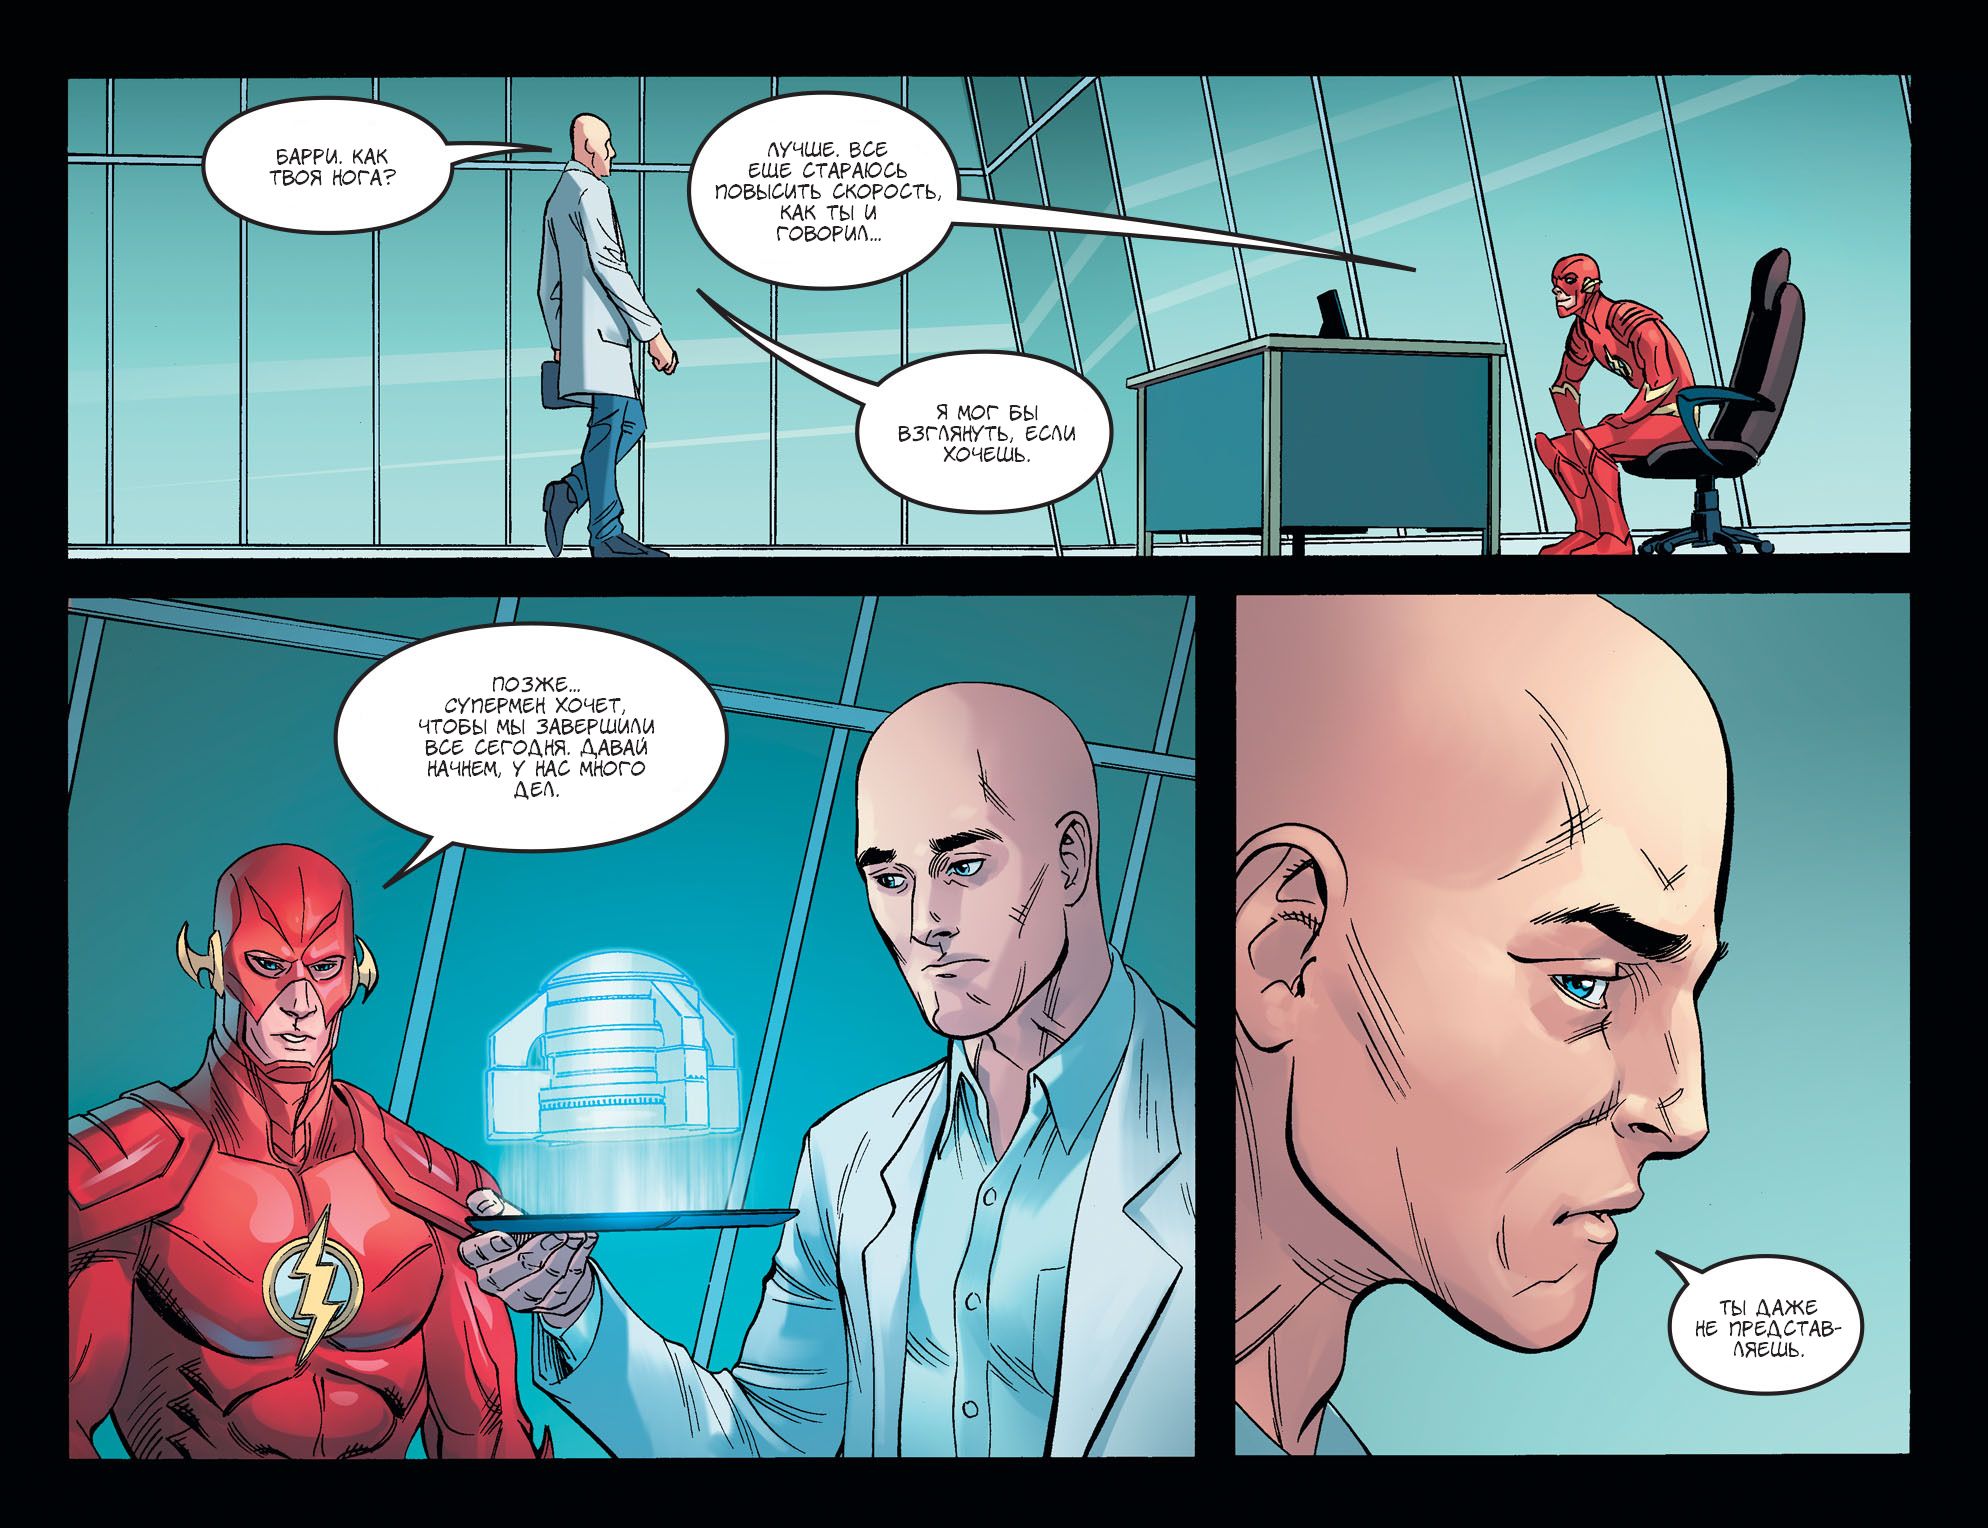 БАРРИ. КАК
ТВОЯ НОГА?
ЛУЧШЕ. ВСЕ
ЕЩЕ СТАРАЮСЬ
ПОВЫСИТЬ СКОРОСТЬ,
КАК ТЫ И
ГОВОРИЛ...
Я МОГ БЫ
ВЗГЛЯНУТЬ, ЕСЛИ
ХОЧЕШЬ.
ПОЗЖЕ...
СУПЕРМЕН ХОЧЕТ,
ЧТОБЫ МЫ ЗАВЕРШИЛИ
ВСЕ СЕГОДНЯ. ДАВАЙ
НАЧНЕМ, У НАС МНОГО
ДЕЛ.
ТЫ ДАЖЕ
НЕ ПРЕДСТАВ-
ЛЯЕШЬ.